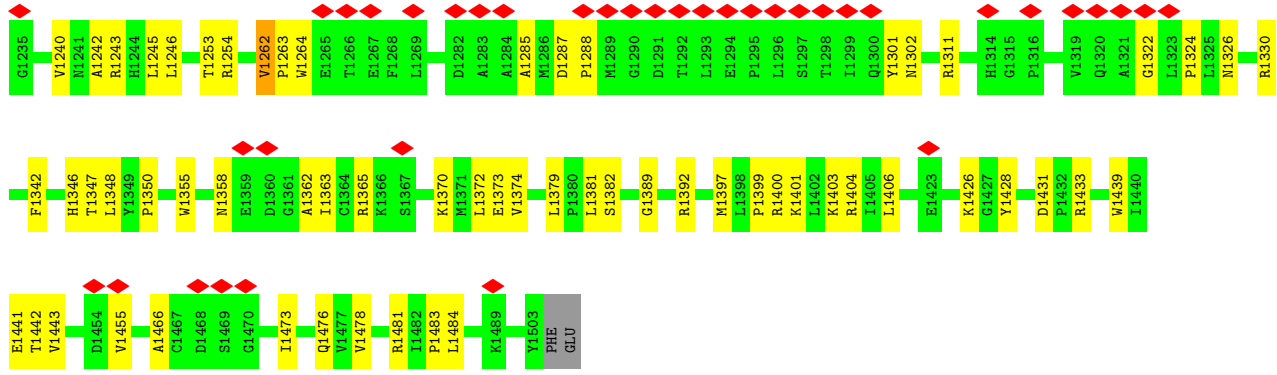 G1235 V1240 N1241 A1242 R1243 H1244 L1245 L1246 T1253 R1254 V1262 P1263 W1264 E1265 T1266 E1267 F1268 L1269 D1282 A1283 A1284 A1285 M1286 D1287 P1288 M1289 G1290 D1291 T1292 L1293 E1294 P1295 L1296 S1297 T1298 I1299 Q1300 Y1301 N1302 R1311 H1314 G1315 P1316 V1319 Q1320 A1321 G1322 L1323 P1324 L1325 N1326 R1330
F1342 H1346 T1347 L1348 Y1349 P1350 W1355 N1358 E1359 D1360 G1361 A1362 I1363 C1364 R1365 K1366 S1367 K1370 M1371 L1372 E1373 V1374 L1379 P1380 L1381 S1382 G1389 R1392 M1397 L1398 P1399 R1400 K1401 L1402 K1403 R1404 I1405 L1406 E1423 K1426 G1427 Y1428 D1431 P1432 R1433 W1439 I1440
E1441 T1442 V1443 D1454 V1455 A1466 C1467 D1468 S1469 G1470 I1473 Q1476 V1477 V1478 R1481 I1482 P1483 L1484 K1489 Y1503 PHE GLU